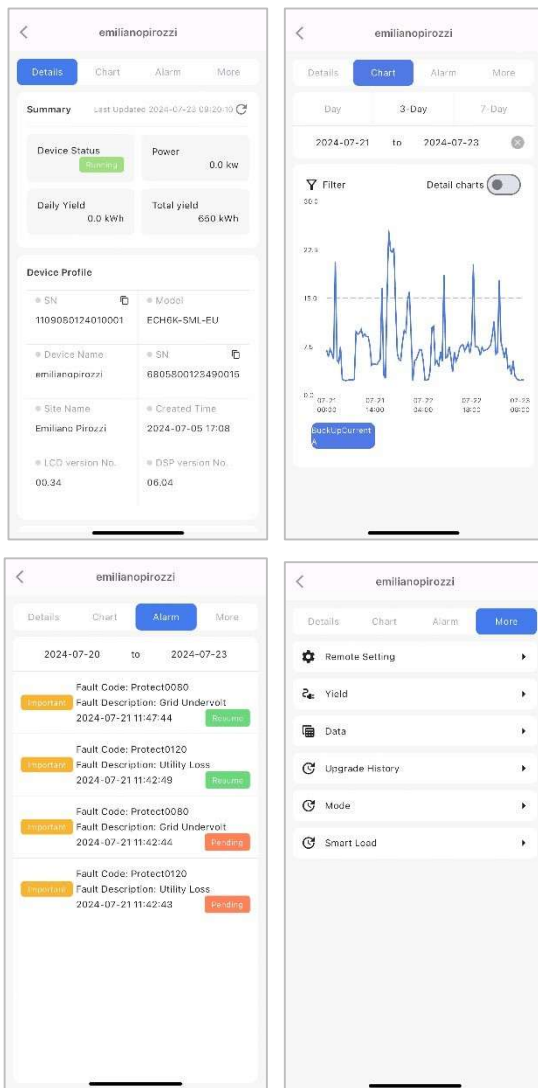 emilianopirozzi
Details Chart Alarm More
Summary Last Updated 2024-07-23 09:20:10
Device Status
Running
Power
0.0 kw
Daily Yield
0.0 kWh
Total yield
660 kWh
Device Profile
SN
1109080124010001
Model
ECH6K-SML-EU
Device Name
emilianopirozzi
SN
6805800123490016
Site Name
Emiliano Pirozzi
Created Time
2024-07-05 17:08
LCD version No.
00.34
DSP version No.
06.04
emilianopirozzi
Details Chart Alarm More
Day 3-Day 7-Day
2024-07-21 to 2024-07-23
Filter Detail charts
30.0
22.5
15.0
7.5
0.0
07-21 07-21 07-22 07-22 07-23
00:00 14:00 04:00 18:00
BuckUpCurrent
A
emilianopirozzi
Details Chart Alarm More
2024-07-20 to 2024-07-23
Fault Code: Protect0080
Important Fault Description: Grid Undervolt
2024-07-21 11:47:44 Resume
Fault Code: Protect0120
Important Fault Description: Utility Loss
2024-07-21 11:42:49 Resume
Fault Code: Protect0080
Important Fault Description: Grid Undervolt
2024-07-21 11:42:44 Pending
Fault Code: Protect0120
Important Fault Description: Utility Loss
2024-07-21 11:42:43 Pending
emilianopirozzi
Details Chart Alarm More
Remote Setting
Yield
Data
Upgrade History
Mode
Smart Load